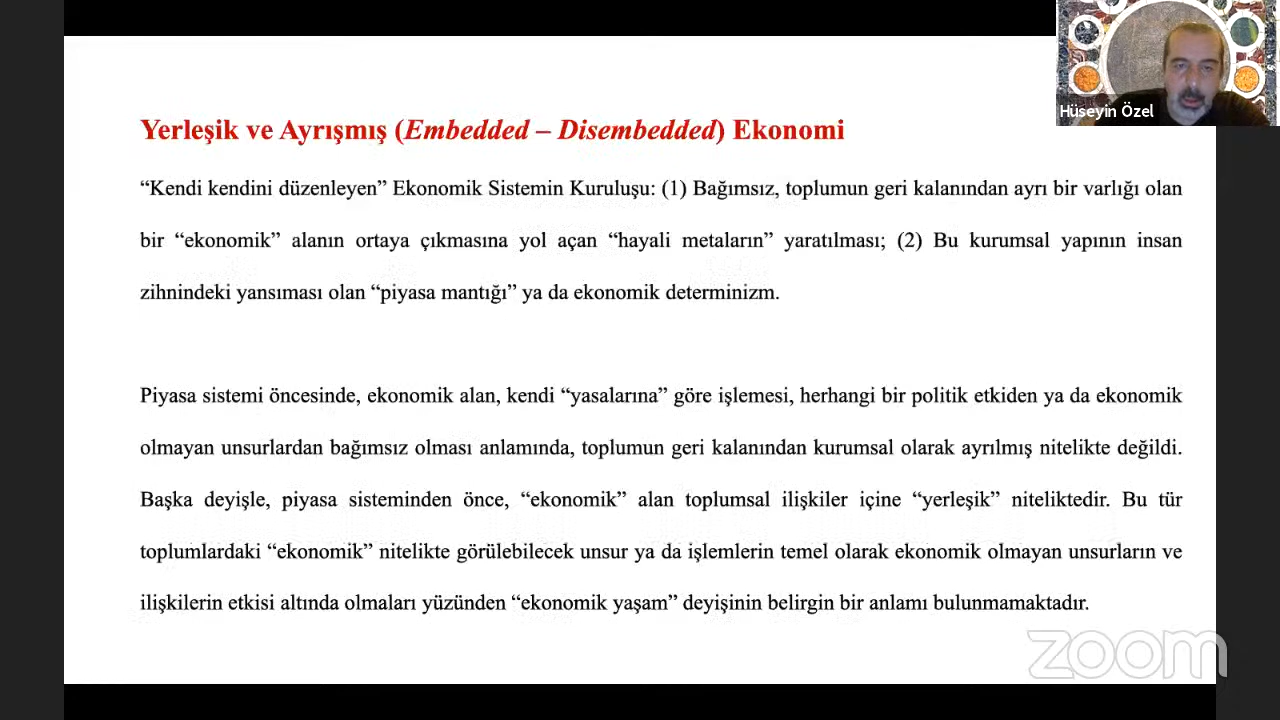 Hüseyin Özel
Yerleşik ve Ayrışmış (Embedded – Disembedded) Ekonomi
“Kendi kendini düzenleyen” Ekonomik Sistemin Kuruluşu: (1) Bağımsız, toplumun geri kalanından ayrı bir varlığı olan
bir “ekonomik” alanın ortaya çıkmasına yol açan “hayali metaların” yaratılması; (2) Bu kurumsal yapının insan
zihnindeki yansıması olan “piyasa mantığı” ya da ekonomik determinizm.
Piyasa sistemi öncesinde, ekonomik alan, kendi “yasalarına” göre işlemesi, herhangi bir politik etkiden ya da ekonomik
olmayan unsurlardan bağımsız olması anlamında, toplumun geri kalanından kurumsal olarak ayrılmış nitelikte değildi.
Başka deyişle, piyasa sisteminden önce, “ekonomik” alan toplumsal ilişkiler içine “yerleşik” niteliktedir. Bu tür
toplumlardaki “ekonomik” nitelikte görülebilecek unsur ya da işlemlerin temel olarak ekonomik olmayan unsurların ve
ilişkilerin etkisi altında olmaları yüzünden “ekonomik yaşam” deyişinin belirgin bir anlamı bulunmamaktadır.
zoom